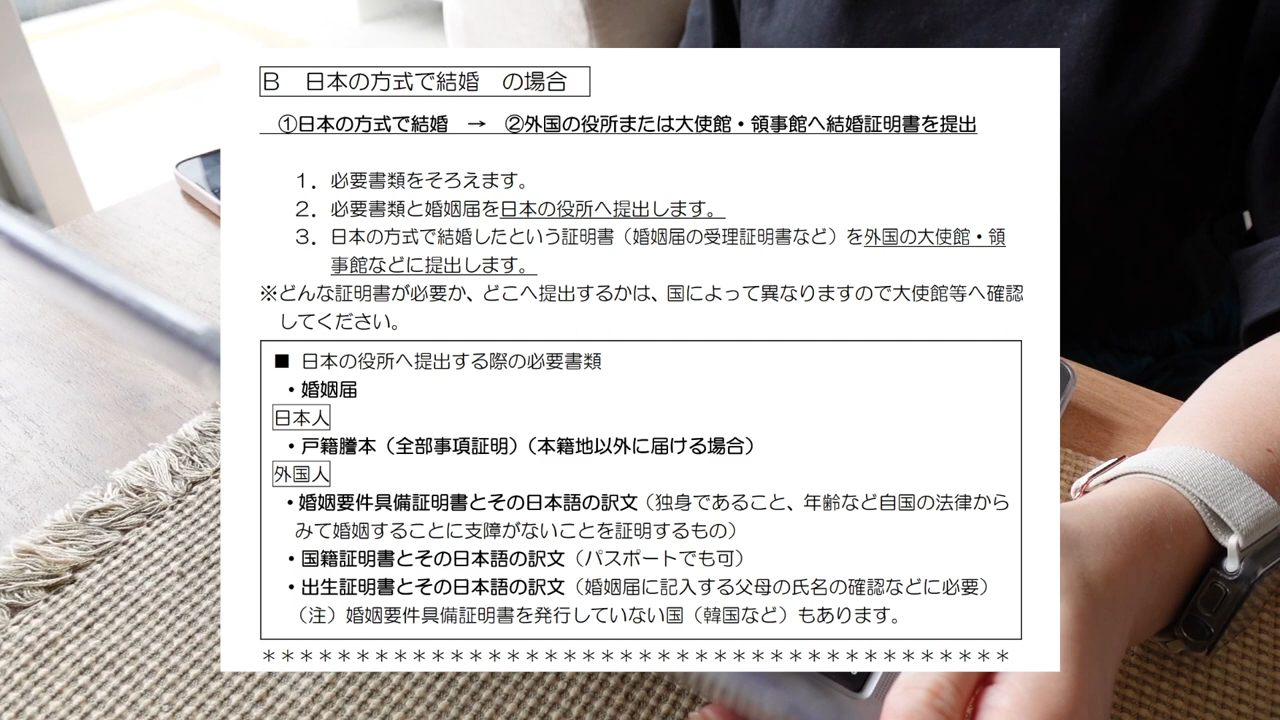 B 日本の方式で結婚 の場合
①日本の方式で結婚 → ②外国の役所または大使館・領事館へ結婚証明書を提出
1．必要書類をそろえます。
2．必要書類と婚姻届を日本の役所へ提出します。
3．日本の方式で結婚したという証明書（婚姻届の受理証明書など）を外国の大使館・領
事館などに提出します。
※どんな証明書が必要か、どこへ提出するかは、国によって異なりますので大使館等へ確認
してください。
■ 日本の役所へ提出する際の必要書類
・婚姻届
日本人
・戸籍謄本（全部事項証明）（本籍地以外に届ける場合）
外国人
・婚姻要件具備証明書とその日本語の訳文（独身であること、年齢など自国の法律から
みて婚姻することに支障がないことを証明するもの）
・国籍証明書とその日本語の訳文（パスポートでも可）
・出生証明書とその日本語の訳文（婚姻届に記入する父母の氏名の確認などに必要）
（注）婚姻要件具備証明書を発行していない国（韓国など）もあります。
＊＊＊＊＊＊＊＊＊＊＊＊＊＊＊＊＊＊＊＊＊＊＊＊＊＊＊＊＊＊＊＊＊＊＊＊＊＊＊＊